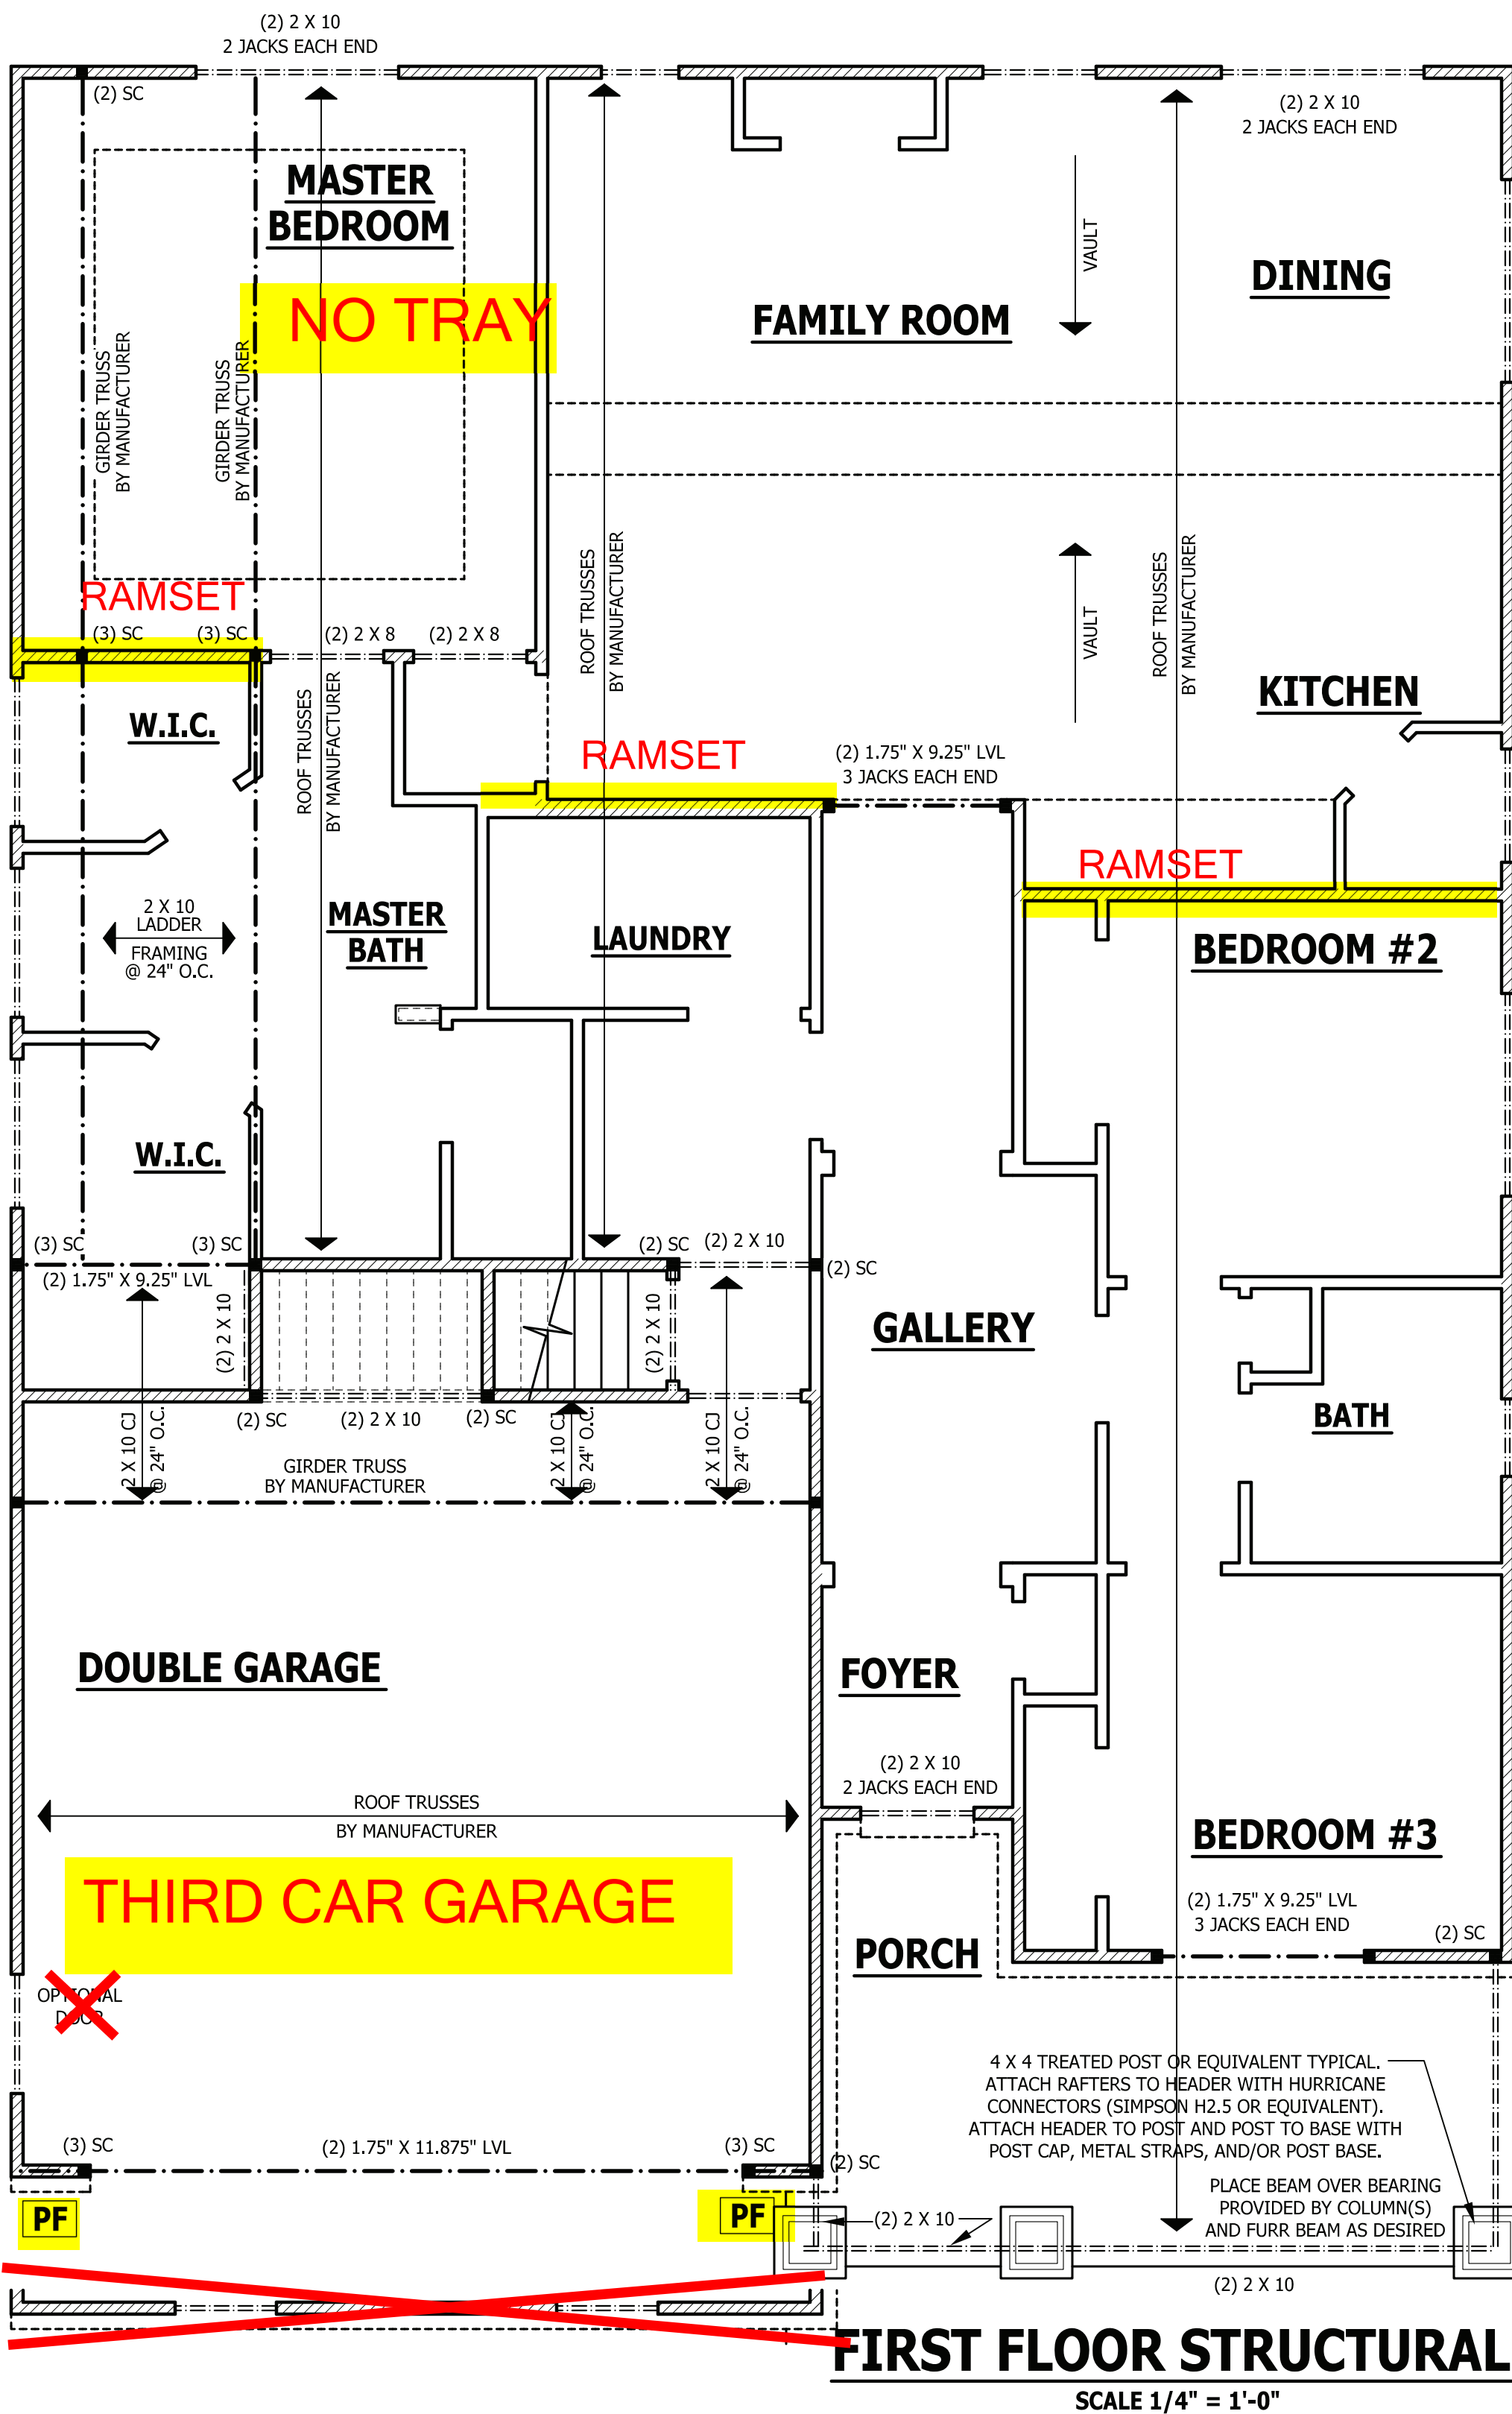 (2) 2 X 10
2 JACKS EACH END
(2) SC
(2) 2 X 10
2 JACKS EACH END
MASTER
BEDROOM
NO TRAY
VAULT
DINING
FAMILY ROOM
GIRDER TRUSS
BY MANUFACTURER
GIRDER TRUSS
BY MANUFACTURER
ROOF TRUSSES
BY MANUFACTURER
ROOF TRUSSES
BY MANUFACTURER
RAMSET
(3) SC
(3) SC
(2) 2 X 8
(2) 2 X 8
VAULT
KITCHEN
W.I.C.
ROOF TRUSSES
BY MANUFACTURER
RAMSET
(2) 1.75" X 9.25" LVL
3 JACKS EACH END
RAMSET
2 X 10
LADDER
FRAMING
@ 24" O.C.
MASTER
BATH
LAUNDRY
BEDROOM #2
W.I.C.
(3) SC
(3) SC
(2) 1.75" X 9.25" LVL
(2) SC
(2) 2 X 10
(2) SC
(2) 2 X 10
(2) 2 X 10
GALLERY
BATH
(2) SC
(2) 2 X 10
(2) SC
2 X 10 CJ
@ 24" O.C.
GIRDER TRUSS
BY MANUFACTURER
2 X 10 CJ
@ 24" O.C.
2 X 10 CJ
@ 24" O.C.
DOUBLE GARAGE
FOYER
(2) 2 X 10
2 JACKS EACH END
ROOF TRUSSES
BY MANUFACTURER
BEDROOM #3
THIRD CAR GARAGE
(2) 1.75" X 9.25" LVL
3 JACKS EACH END
(2) SC
PORCH
OPTIONAL
DOOR
4 X 4 TREATED POST OR EQUIVALENT TYPICAL.
ATTACH RAFTERS TO HEADER WITH HURRICANE
CONNECTORS (SIMPSON H2.5 OR EQUIVALENT).
ATTACH HEADER TO POST AND POST TO BASE WITH
POST CAP, METAL STRAPS, AND/OR POST BASE.
(3) SC
(2) 1.75" X 11.875" LVL
(3) SC
(2) SC
PLACE BEAM OVER BEARING
PROVIDED BY COLUMN(S)
AND FURR BEAM AS DESIRED
PF
PF
(2) 2 X 10
(2) 2 X 10
FIRST FLOOR STRUCTURAL
SCALE 1/4" = 1'-0"